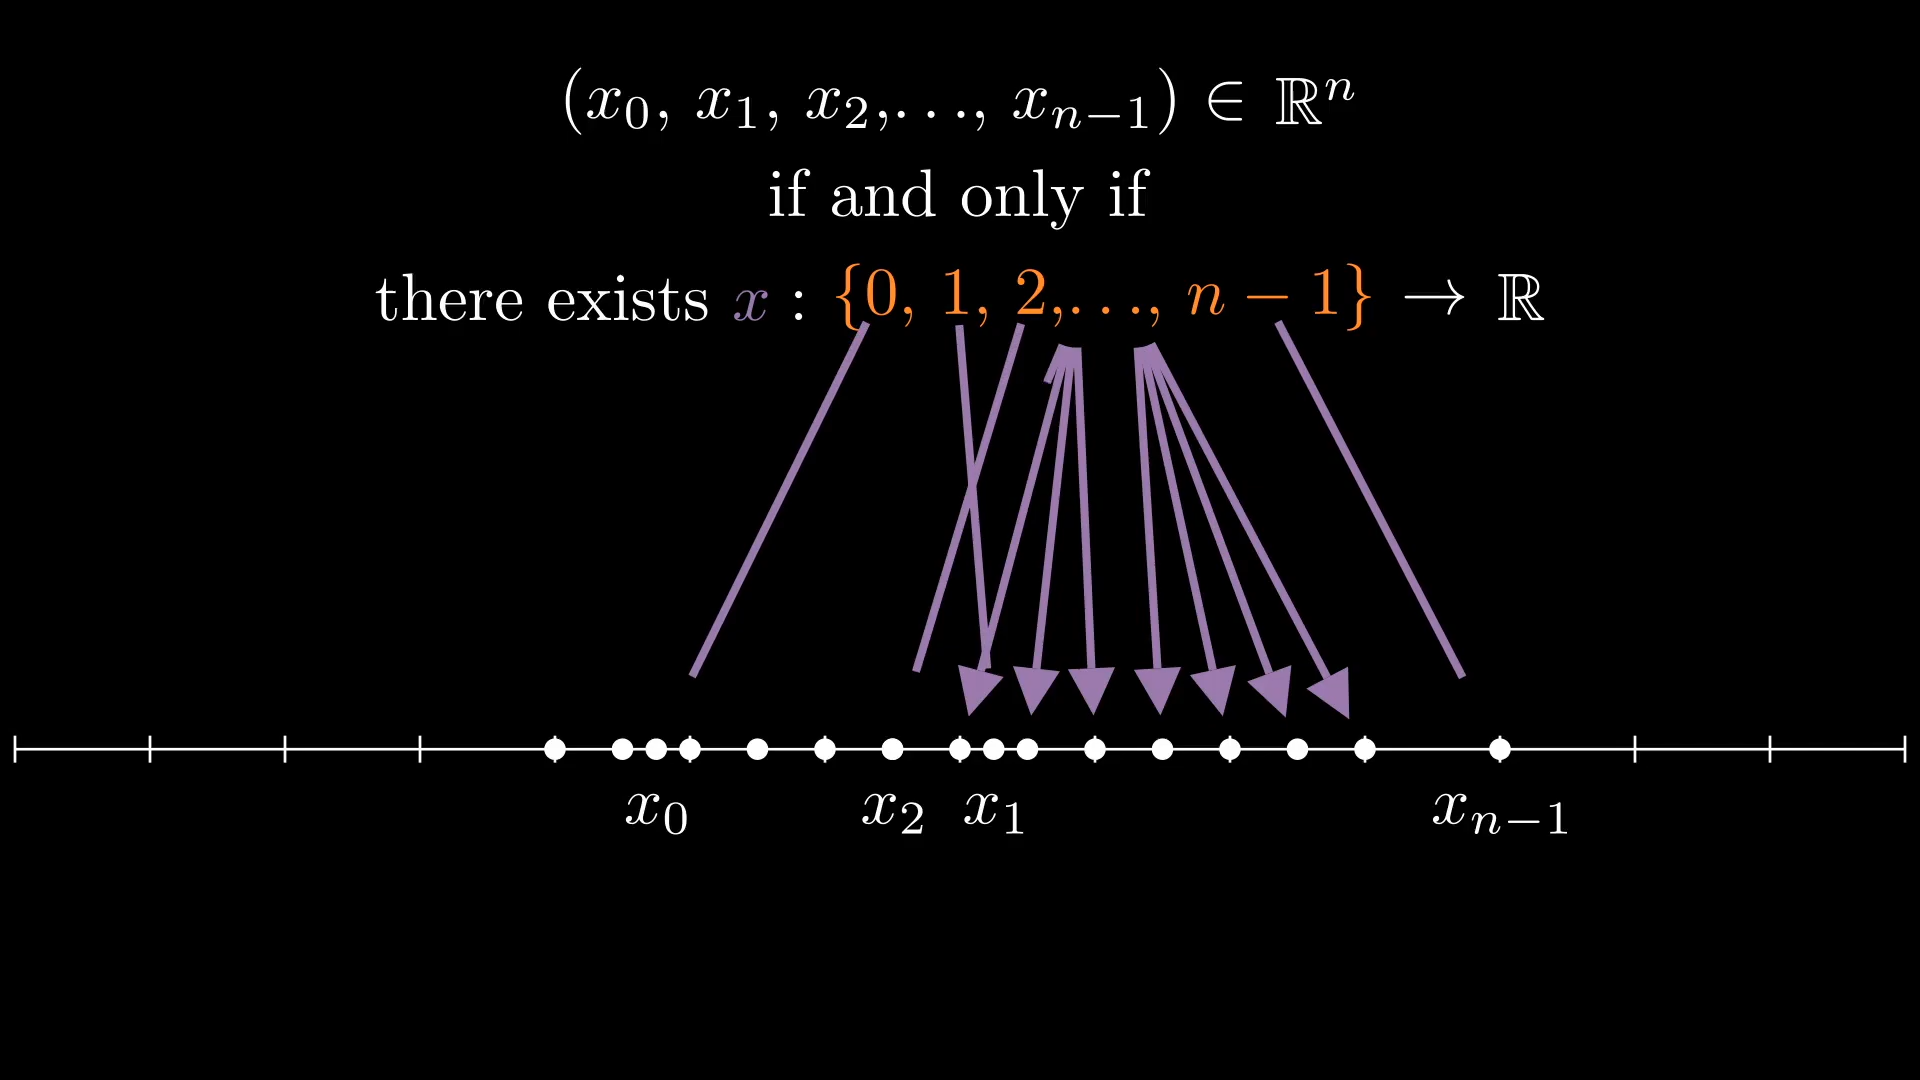 (x₀, x₁, x₂,..., xₙ₋₁) ∈ ℝⁿ
if and only if
there exists x : {0, 1, 2,..., n − 1} → ℝ
x₀ x₂ x₁ xₙ₋₁